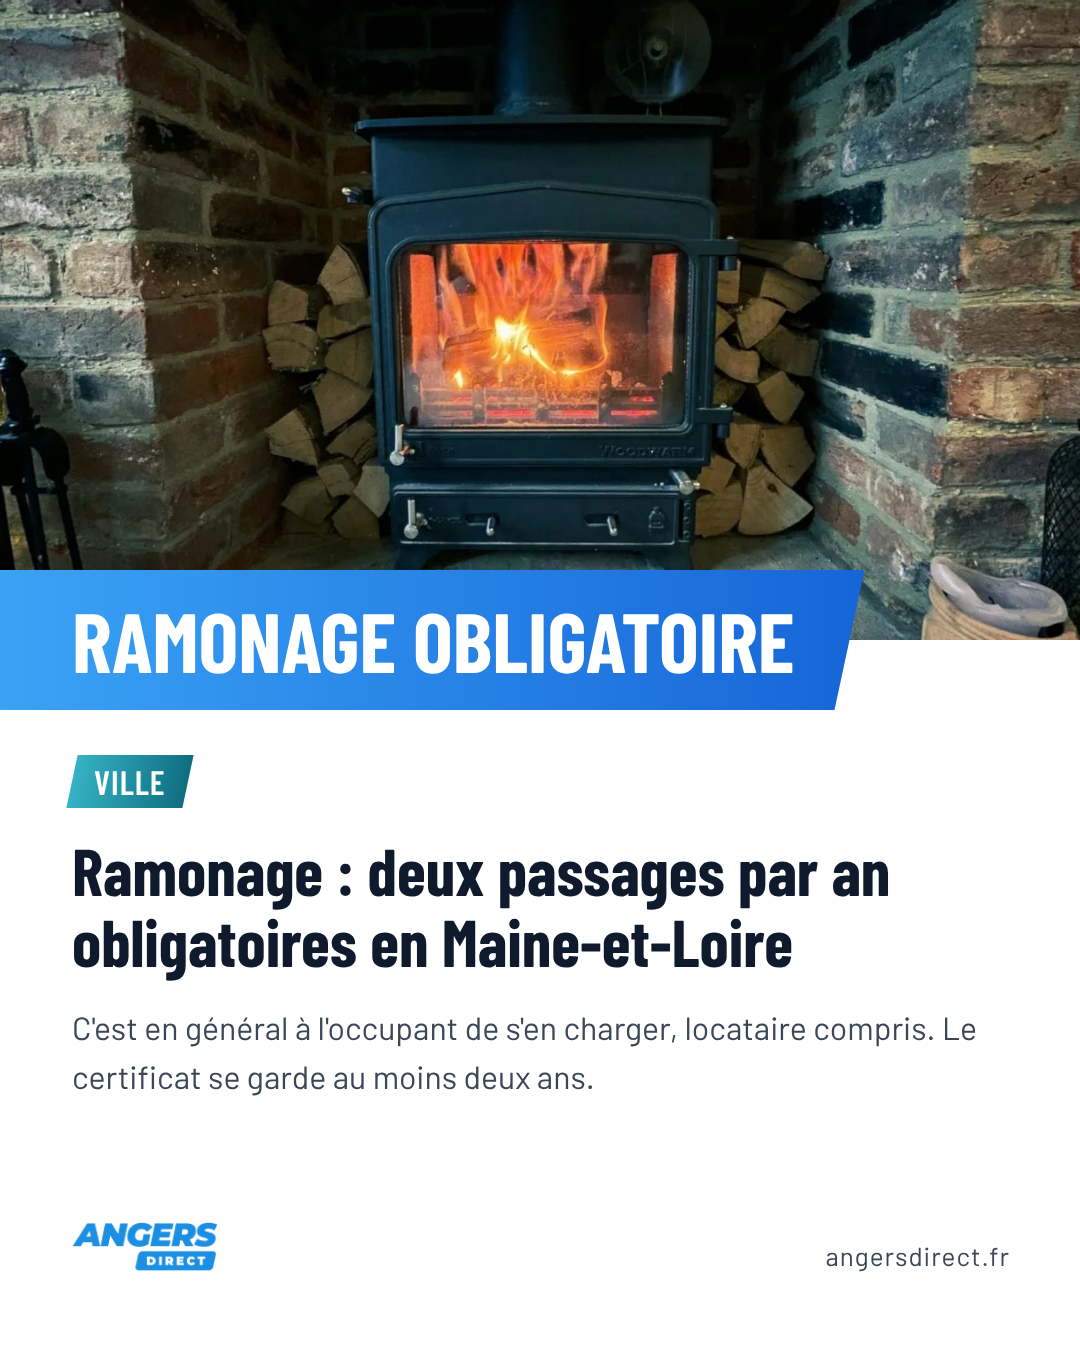 WOODWARM
RAMONAGE OBLIGATOIRE
VILLE
Ramonage : deux passages par an
obligatoires en Maine-et-Loire
C'est en général à l'occupant de s'en charger, locataire compris. Le
certificat se garde au moins deux ans.
ANGERS
DIRECT
angersdirect.fr